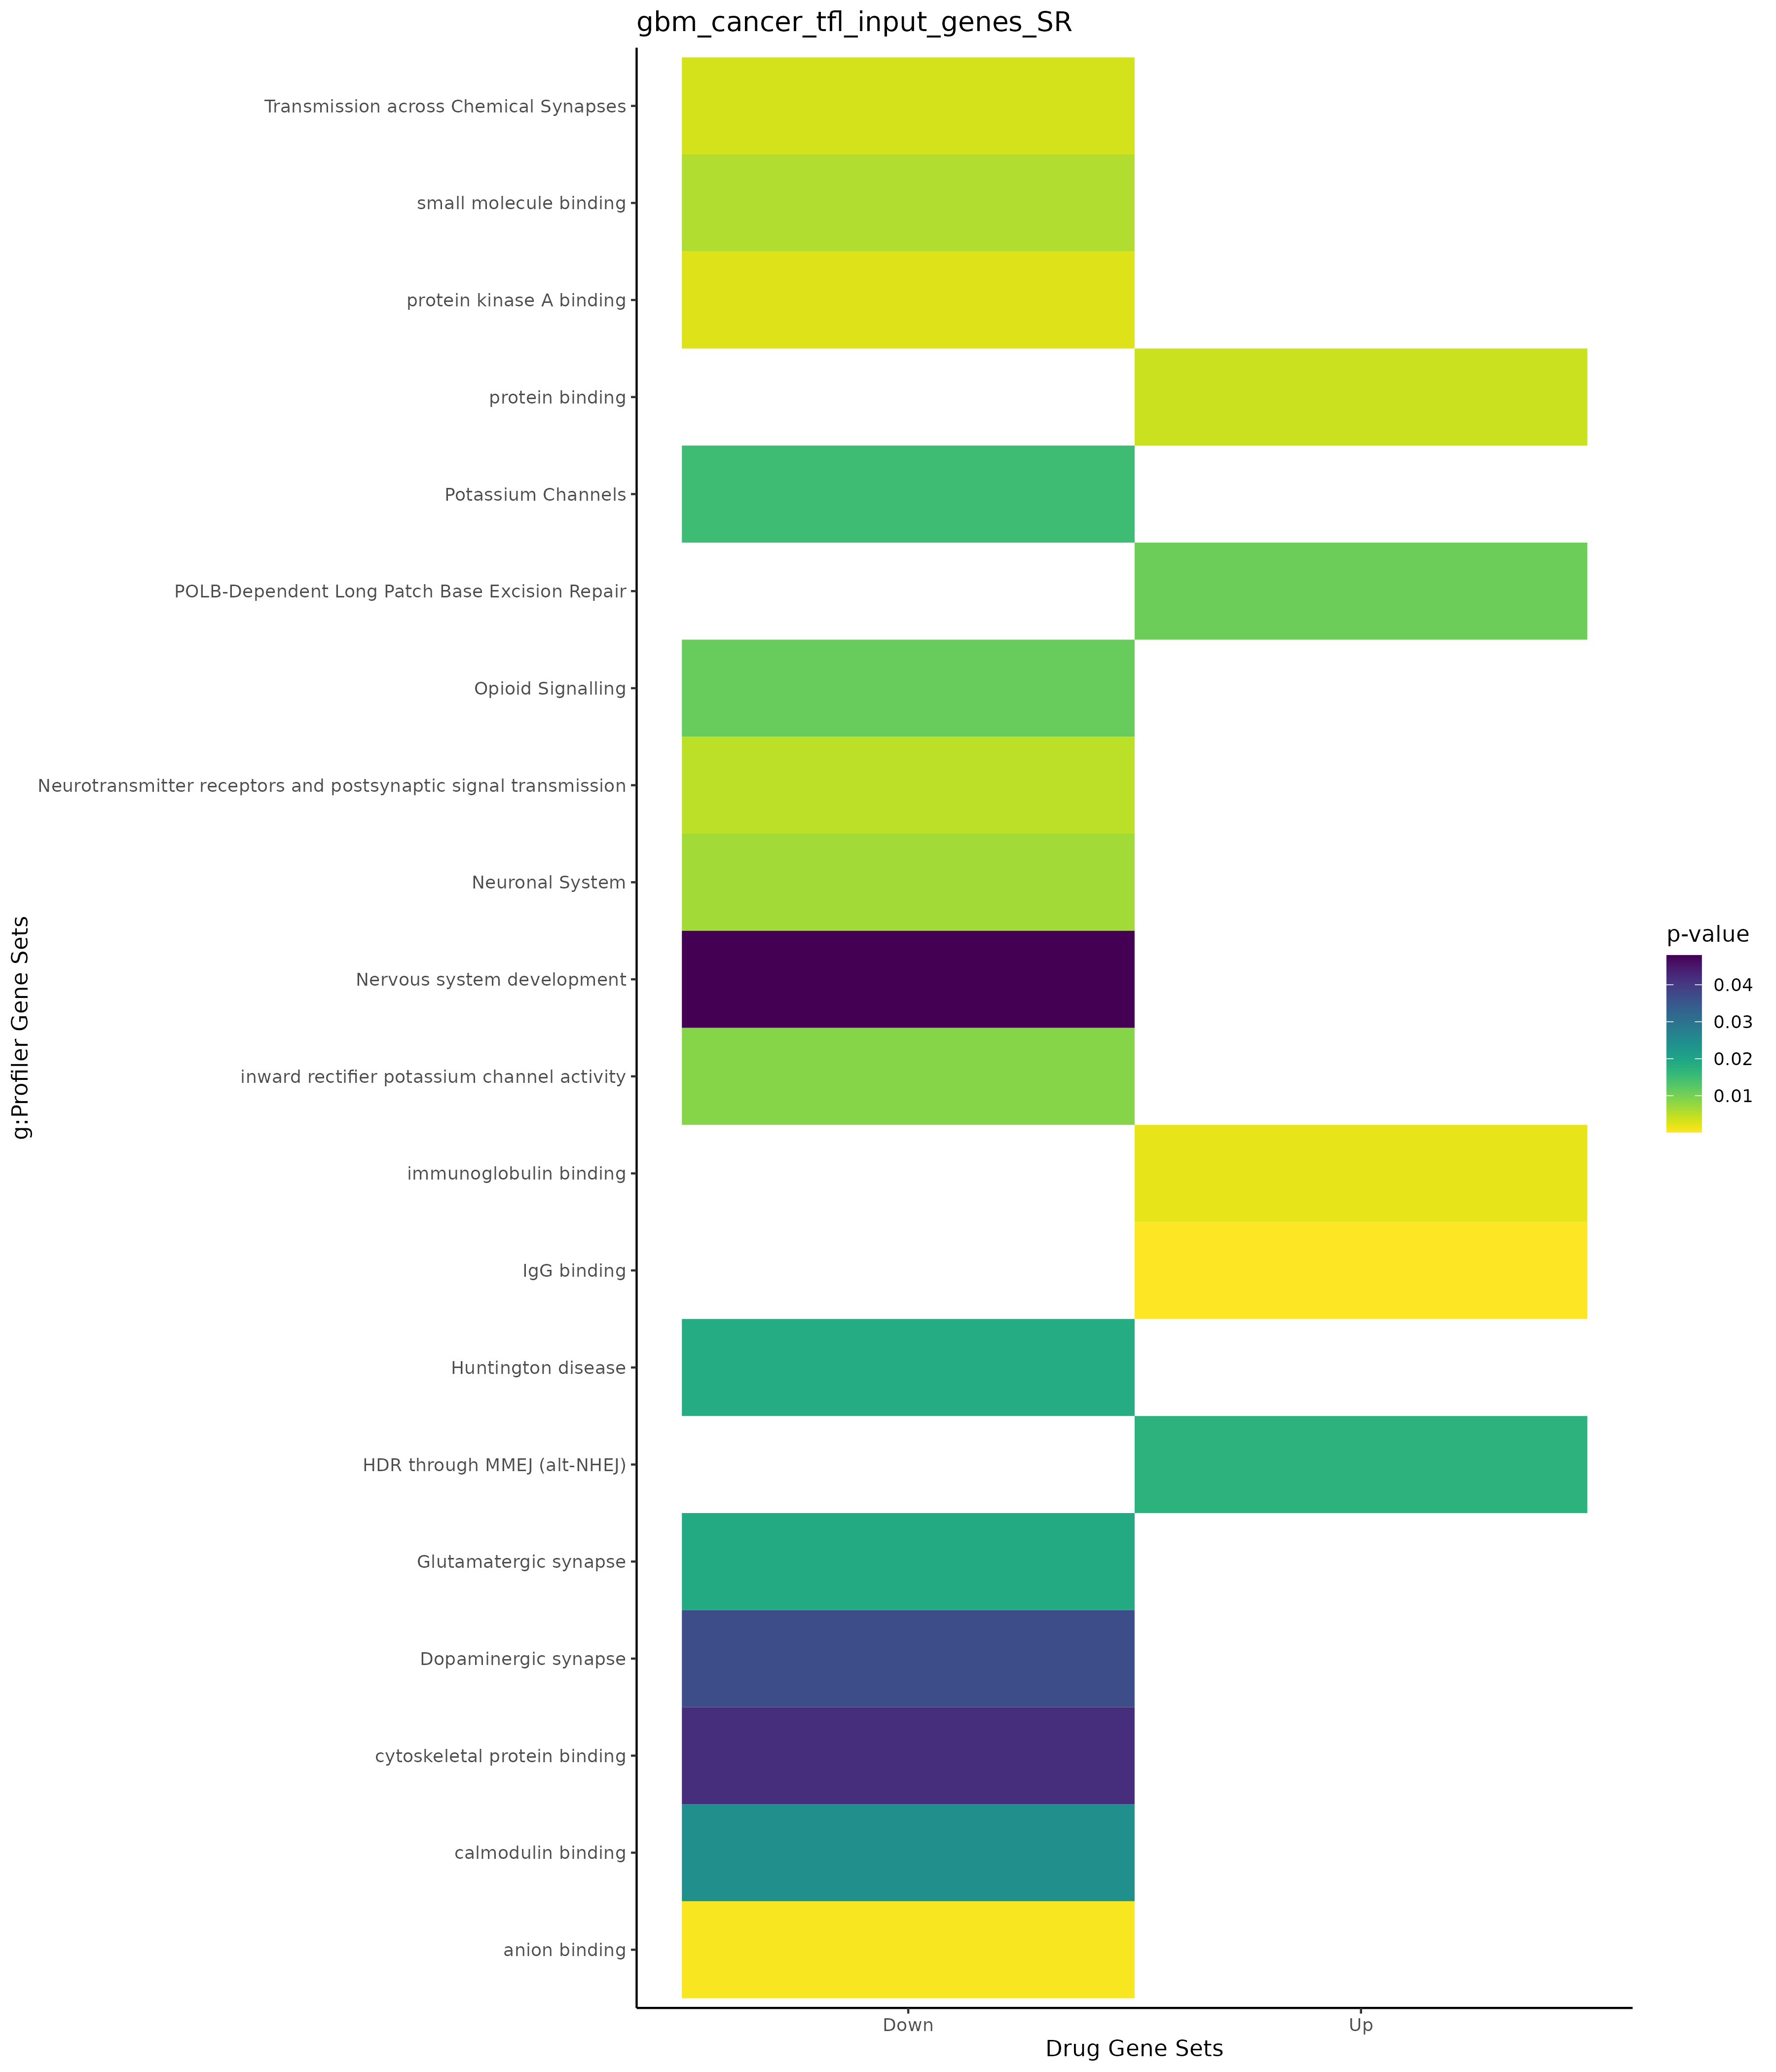 gbm_cancer_tfl_input_genes_SR
Transmission across Chemical Synapses
small molecule binding
protein kinase A binding
protein binding
Potassium Channels
POLB-Dependent Long Patch Base Excision Repair
Opioid Signalling
Neurotransmitter receptors and postsynaptic signal transmission
Neuronal System
Nervous system development
inward rectifier potassium channel activity
immunoglobulin binding
IgG binding
Huntington disease
HDR through MMEJ (alt-NHEJ)
Glutamatergic synapse
Dopaminergic synapse
cytoskeletal protein binding
calmodulin binding
anion binding
g:Profiler Gene Sets
Down
Up
Drug Gene Sets
p-value
0.04
0.03
0.02
0.01